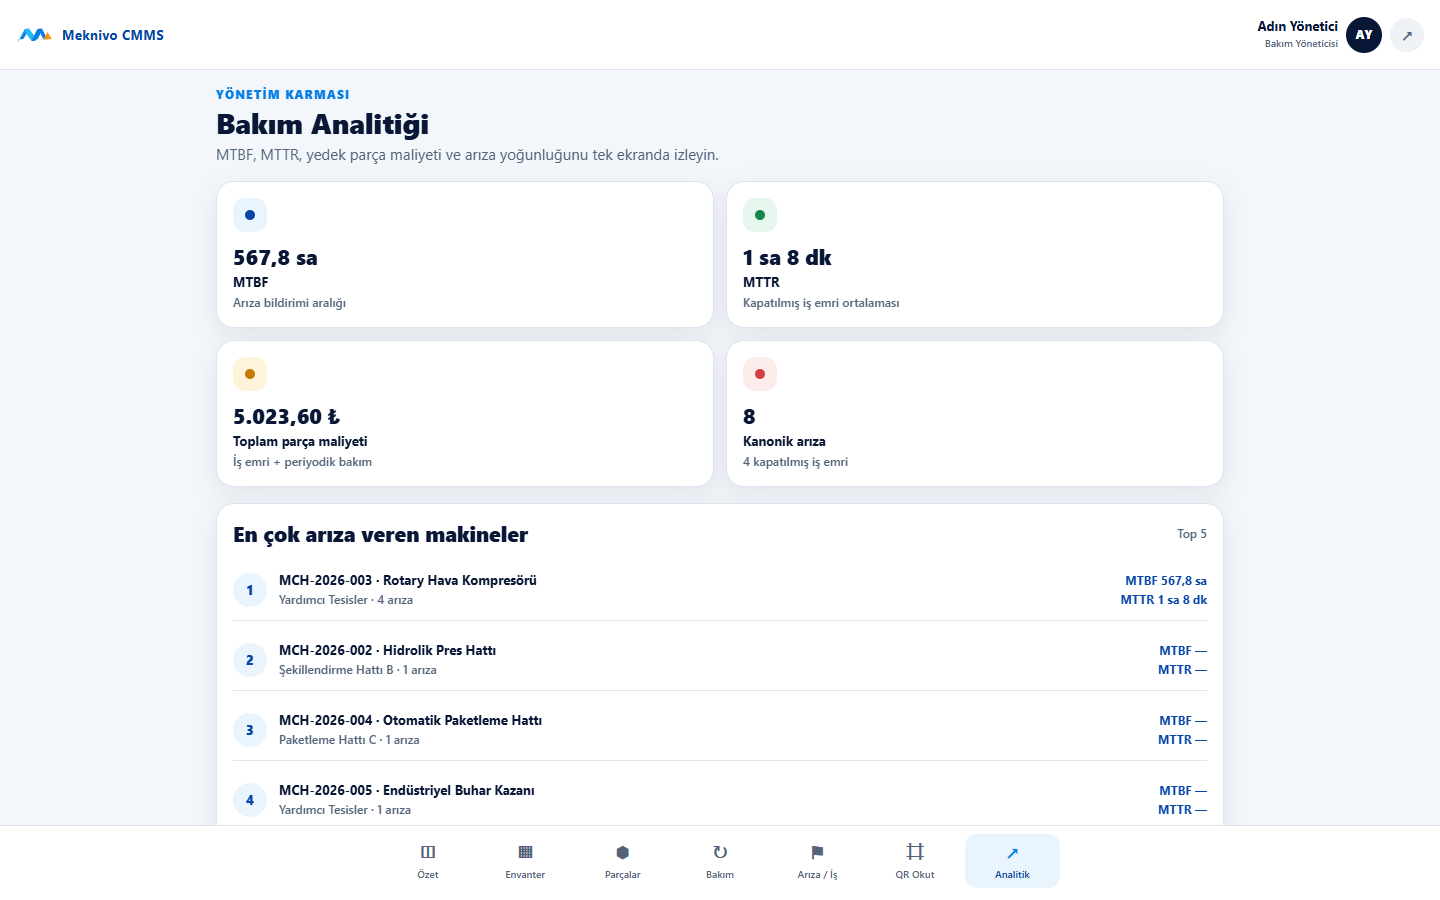 Meknivo CMMS
Adın Yönetici
Bakım Yöneticisi
AY
↗
YÖNETİM KARMASI
Bakım Analitiği
MTBF, MTTR, yedek parça maliyeti ve arıza yoğunluğunu tek ekranda izleyin.
567,8 sa
MTBF
Arıza bildirimi aralığı
1 sa 8 dk
MTTR
Kapatılmış iş emri ortalaması
5.023,60 ₺
Toplam parça maliyeti
İş emri + periyodik bakım
8
Kanonik arıza
4 kapatılmış iş emri
En çok arıza veren makineler
Top 5
1
MCH-2026-003 · Rotary Hava Kompresörü
Yardımcı Tesisler · 4 arıza
MTBF 567,8 sa
MTTR 1 sa 8 dk
2
MCH-2026-002 · Hidrolik Pres Hattı
Şekillendirme Hattı B · 1 arıza
MTBF —
MTTR —
3
MCH-2026-004 · Otomatik Paketleme Hattı
Paketleme Hattı C · 1 arıza
MTBF —
MTTR —
4
MCH-2026-005 · Endüstriyel Buhar Kazanı
Yardımcı Tesisler · 1 arıza
MTBF —
MTTR —
Özet
Envanter
Parçalar
Bakım
Arıza / İş
QR Okut
Analitik